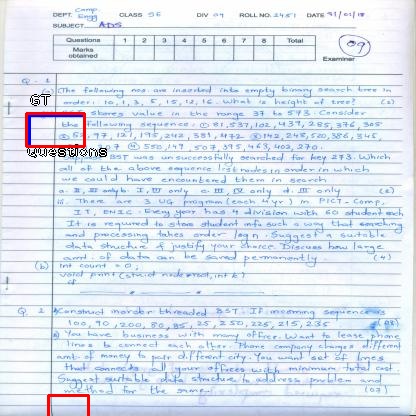 DEPT. Comp. Engg CLASS SE DIV 04 ROLL NO. 2451 DATE 31/01/18
SUBJECT ADS
Questions 1 2 3 4 5 6 7 8 Total
Marks obtained
09
Examiner
Q. 1
(a) i. The following nos. are inserted into empty binary search tree in
order: 10, 1, 3, 5, 15, 12, 16. What is height of tree? (2)
GT
stores value in the range 37 to 573. Consider
the following sequence. ① 81, 537, 102, 439, 285, 376, 305
② 52, 97, 121, 195, 242, 381, 472 ③ 142, 248, 520, 386, 345
④ 550, 149, 507, 395, 463, 402, 270.
Questions
BST was unsuccessfully searched for key 273. Which
all of the above sequence list nodes in order in which
we could have encountered them in search
a. II, III only b. I, III only c. III, IV only d. III only (2)
iii. There are 3 UG program (each 4 yr) in PICT - Comp,
IT, EN&C. Every year has 4 division with 60 student each
It is required to store student info such a way that searching
and processing takes order log n. Suggest a suitable
data structure & justify your choice. Discuss how large
amt. of data can be saved permanently (4)
(b) int count = 0;
void print (struct node *root, int k)
Q. 2
Construct inorder threaded BST. If incoming sequence is
100, 90, 200, 80, 85, 25, 250, 225, 215, 235
You have business with many office. Want to lease phone
lines to connect each other. Phone company charges different
amt of money to pair different city. You want set of lines
that connects all your offices with minimum total cost
Suggest suitable data structure to address problem and
method for the same. (03)